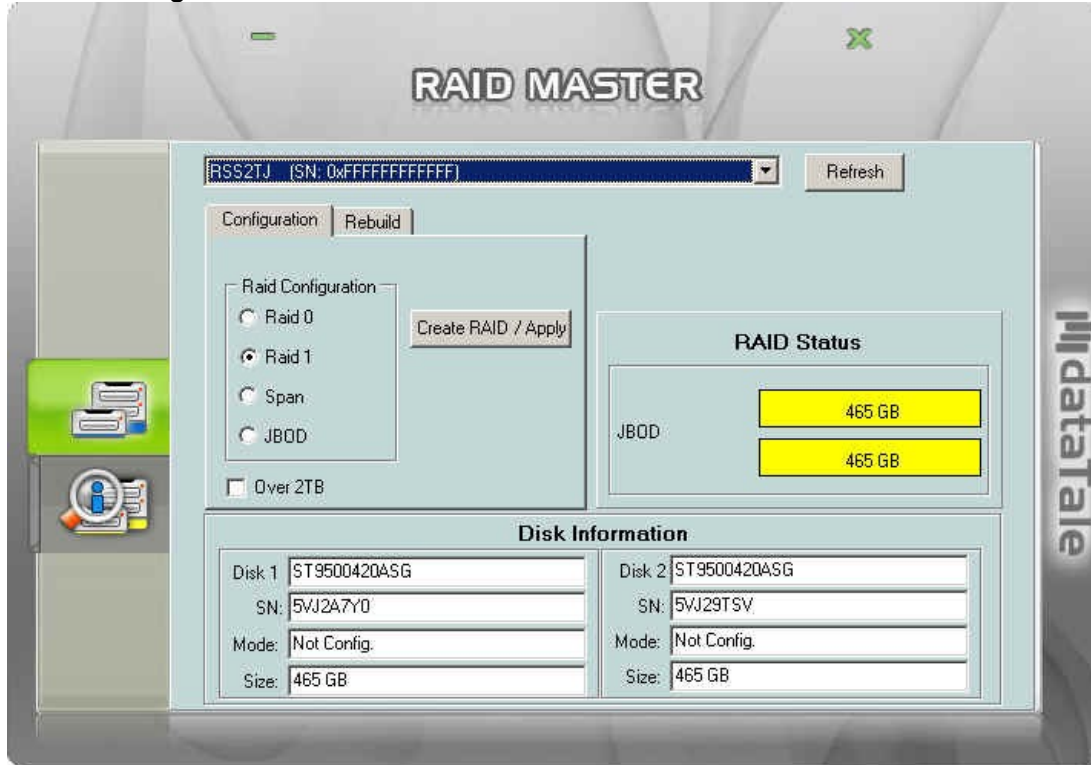 RAID MASTER
RSS2TJ (SN: 0xFFFFFFFFFFFFF)
Refresh
Configuration
Rebuild
Raid Configuration
Raid 0
Raid 1
Span
JBOD
Create RAID / Apply
Over 2TB
RAID Status
JBOD
465 GB
465 GB
Disk Information
Disk 1 ST9500420ASG
SN: 5VJ2A7Y0
Mode: Not Config.
Size: 465 GB
Disk 2 ST9500420ASG
SN: 5VJ29TSV
Mode: Not Config.
Size: 465 GB
dataTale